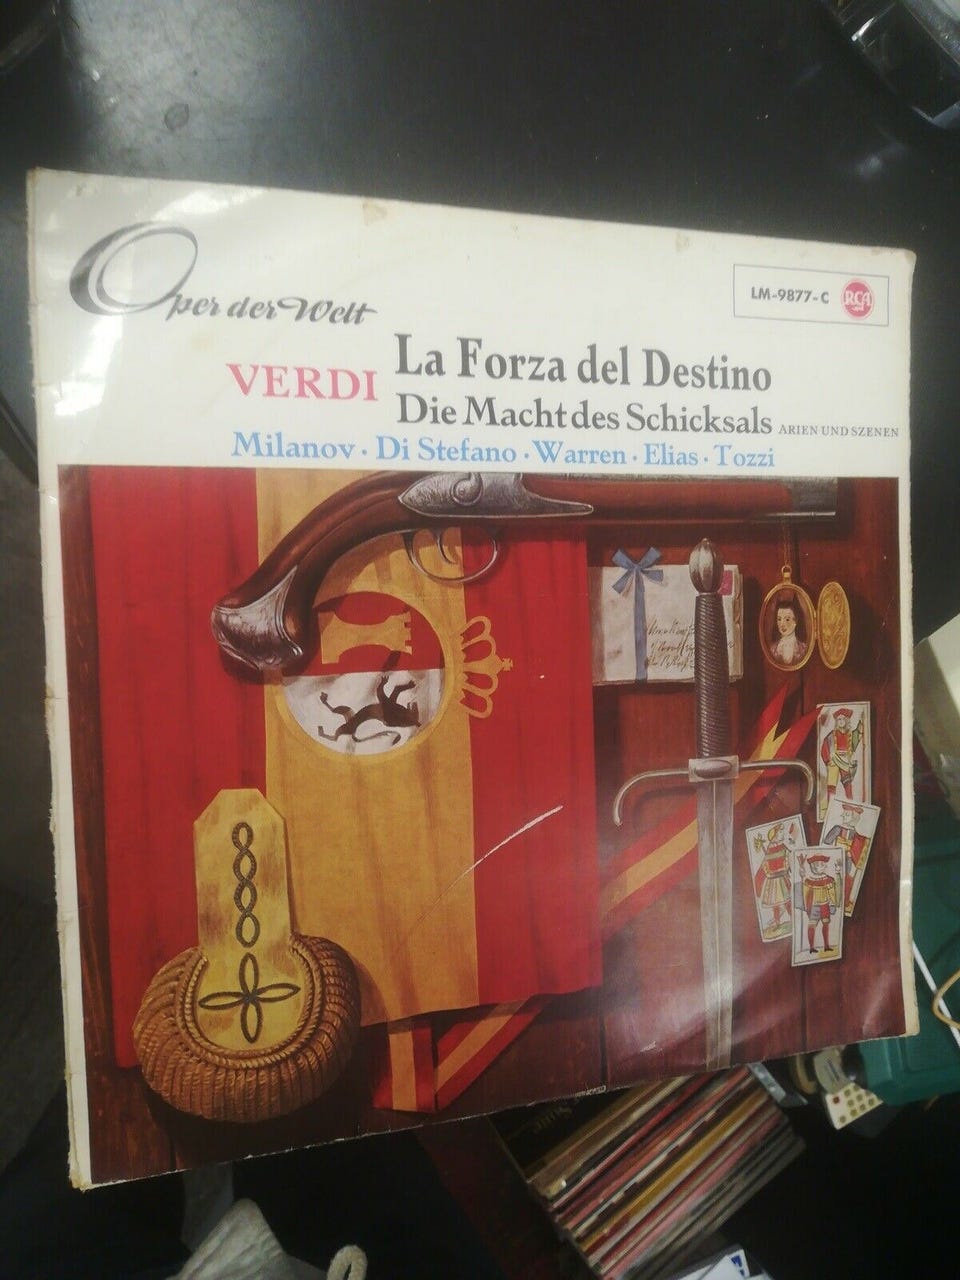 Oper der Welt
LM-9877-C RCA
VERDI
La Forza del Destino
Die Macht des Schicksals ARIEN UND SZENEN
Milanov · Di Stefano · Warren · Elias · Tozzi